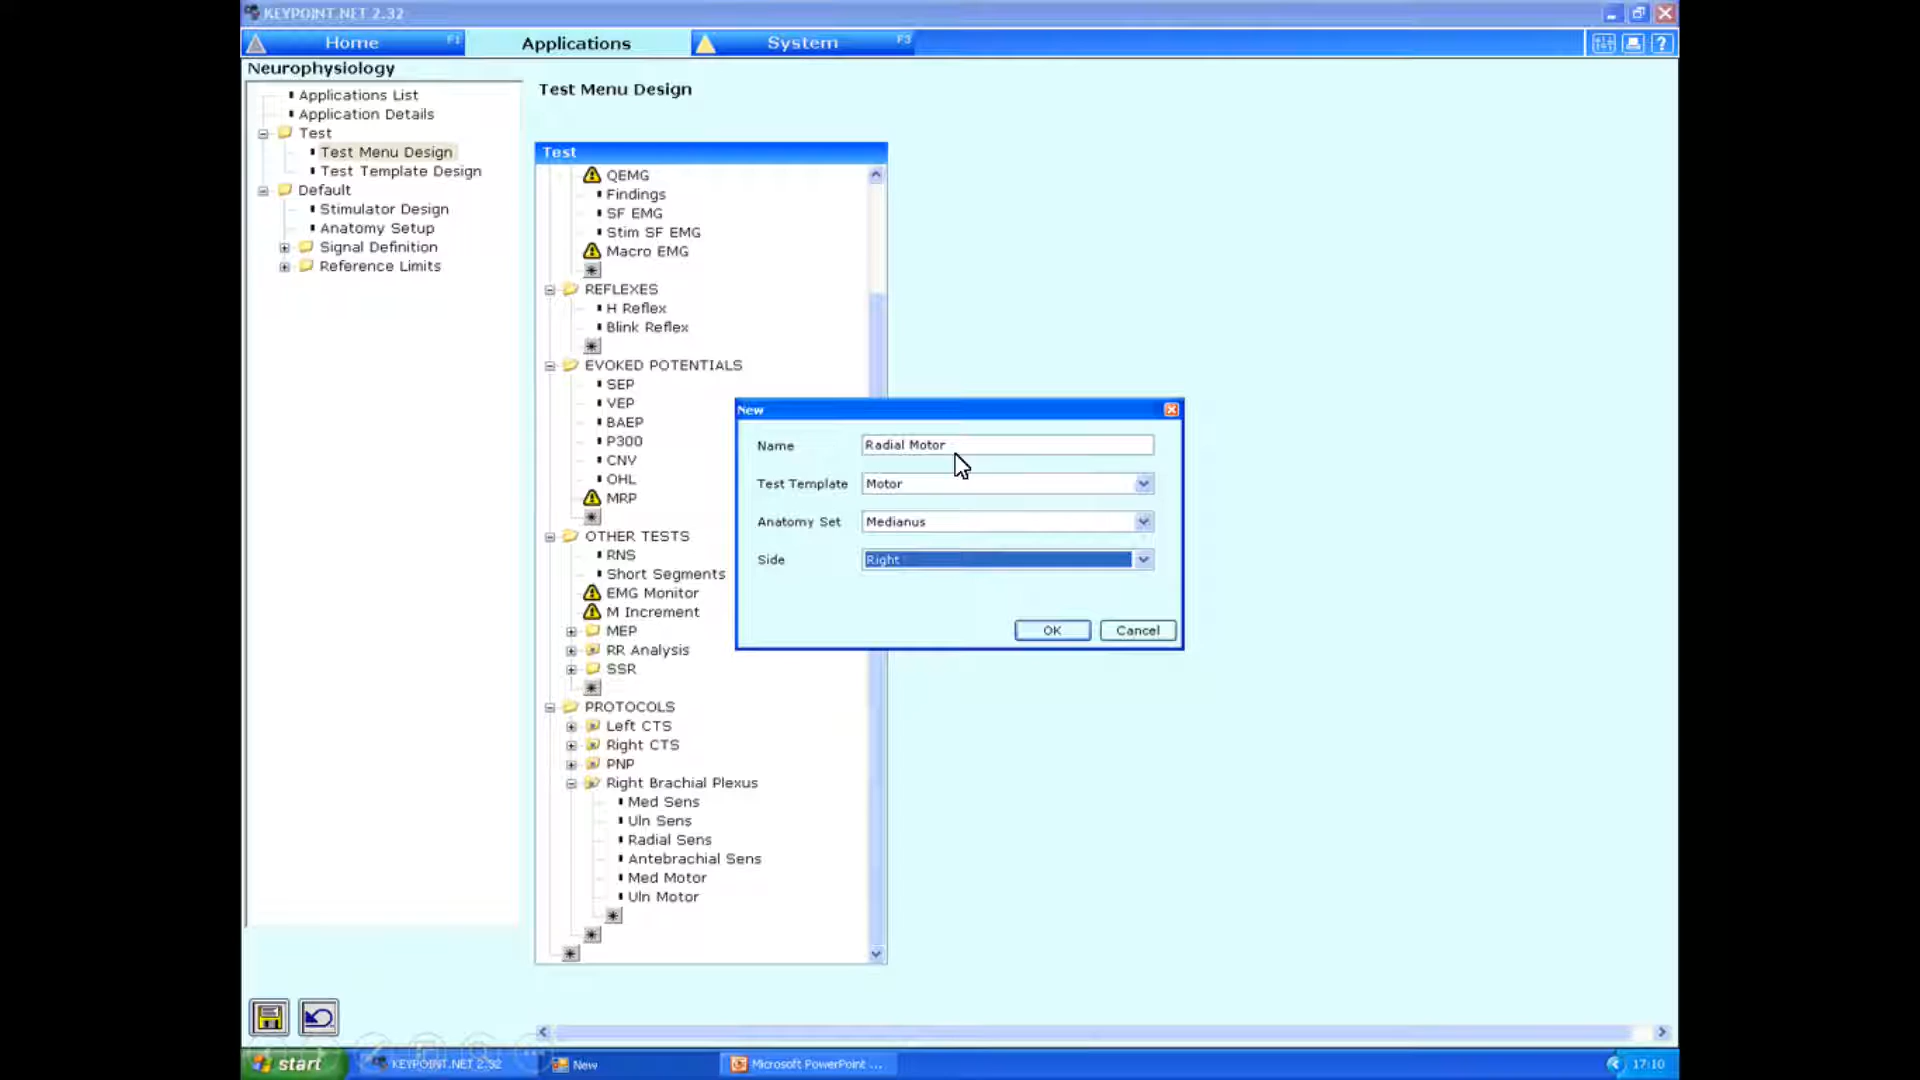 KEYPOINT.NET 2.32
Home F1 Applications System F3
Neurophysiology
Applications List
Application Details
Test
Test Menu Design
Test Template Design
Default
Stimulator Design
Anatomy Setup
Signal Definition
Reference Limits
Test Menu Design
Test
QEMG
Findings
SF EMG
Stim SF EMG
Macro EMG
REFLEXES
H Reflex
Blink Reflex
EVOKED POTENTIALS
SEP
VEP
BAEP
P300
CNV
OHL
MRP
OTHER TESTS
RNS
Short Segments
EMG Monitor
M Increment
MEP
RR Analysis
SSR
PROTOCOLS
Left CTS
Right CTS
PNP
Right Brachial Plexus
Med Sens
Uln Sens
Radial Sens
Antebrachial Sens
Med Motor
Uln Motor
New
Name Radial Motor
Test Template Motor
Anatomy Set Medianus
Side Right
OK Cancel
start KEYPOINT.NET 2.32 New Microsoft PowerPoint ... 17:10